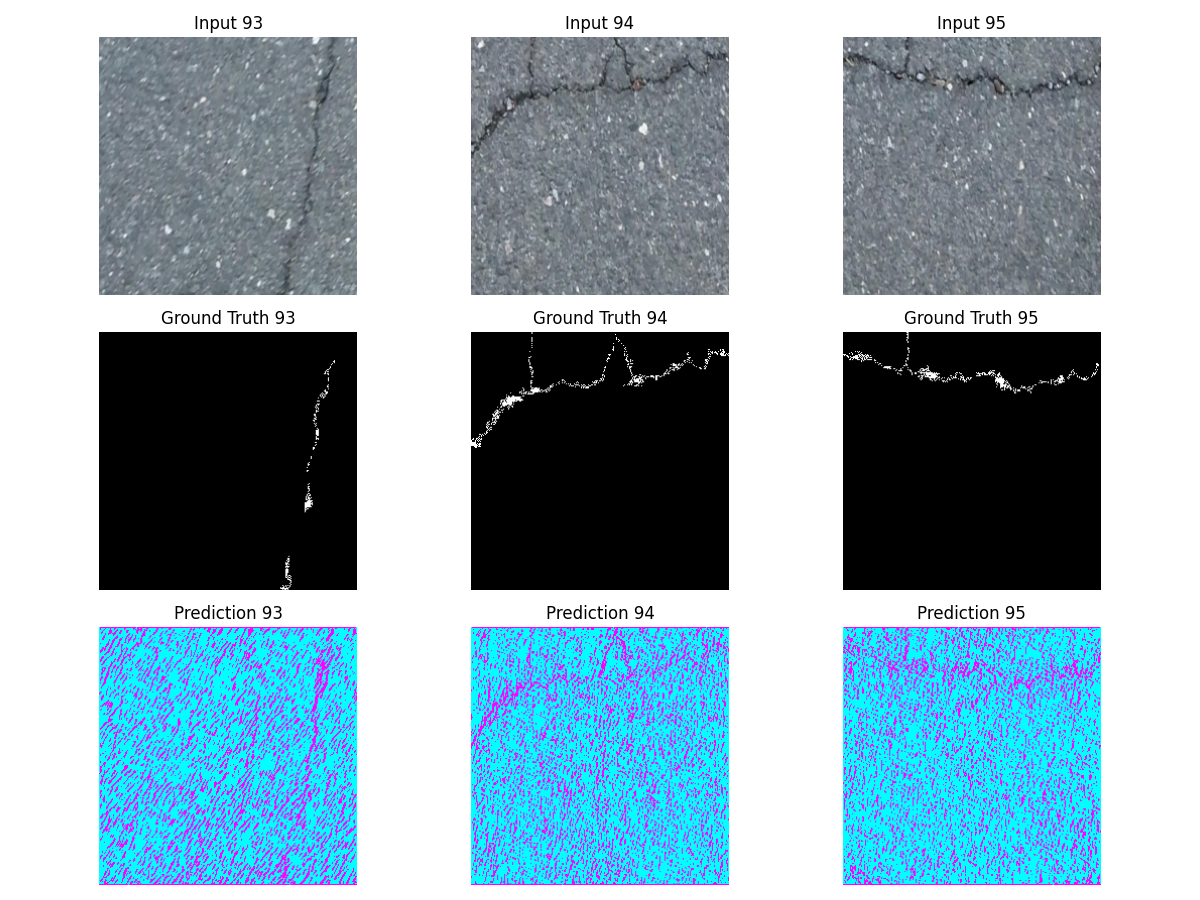 Input 93
Input 94
Input 95
Ground Truth 93
Ground Truth 94
Ground Truth 95
Prediction 93
Prediction 94
Prediction 95